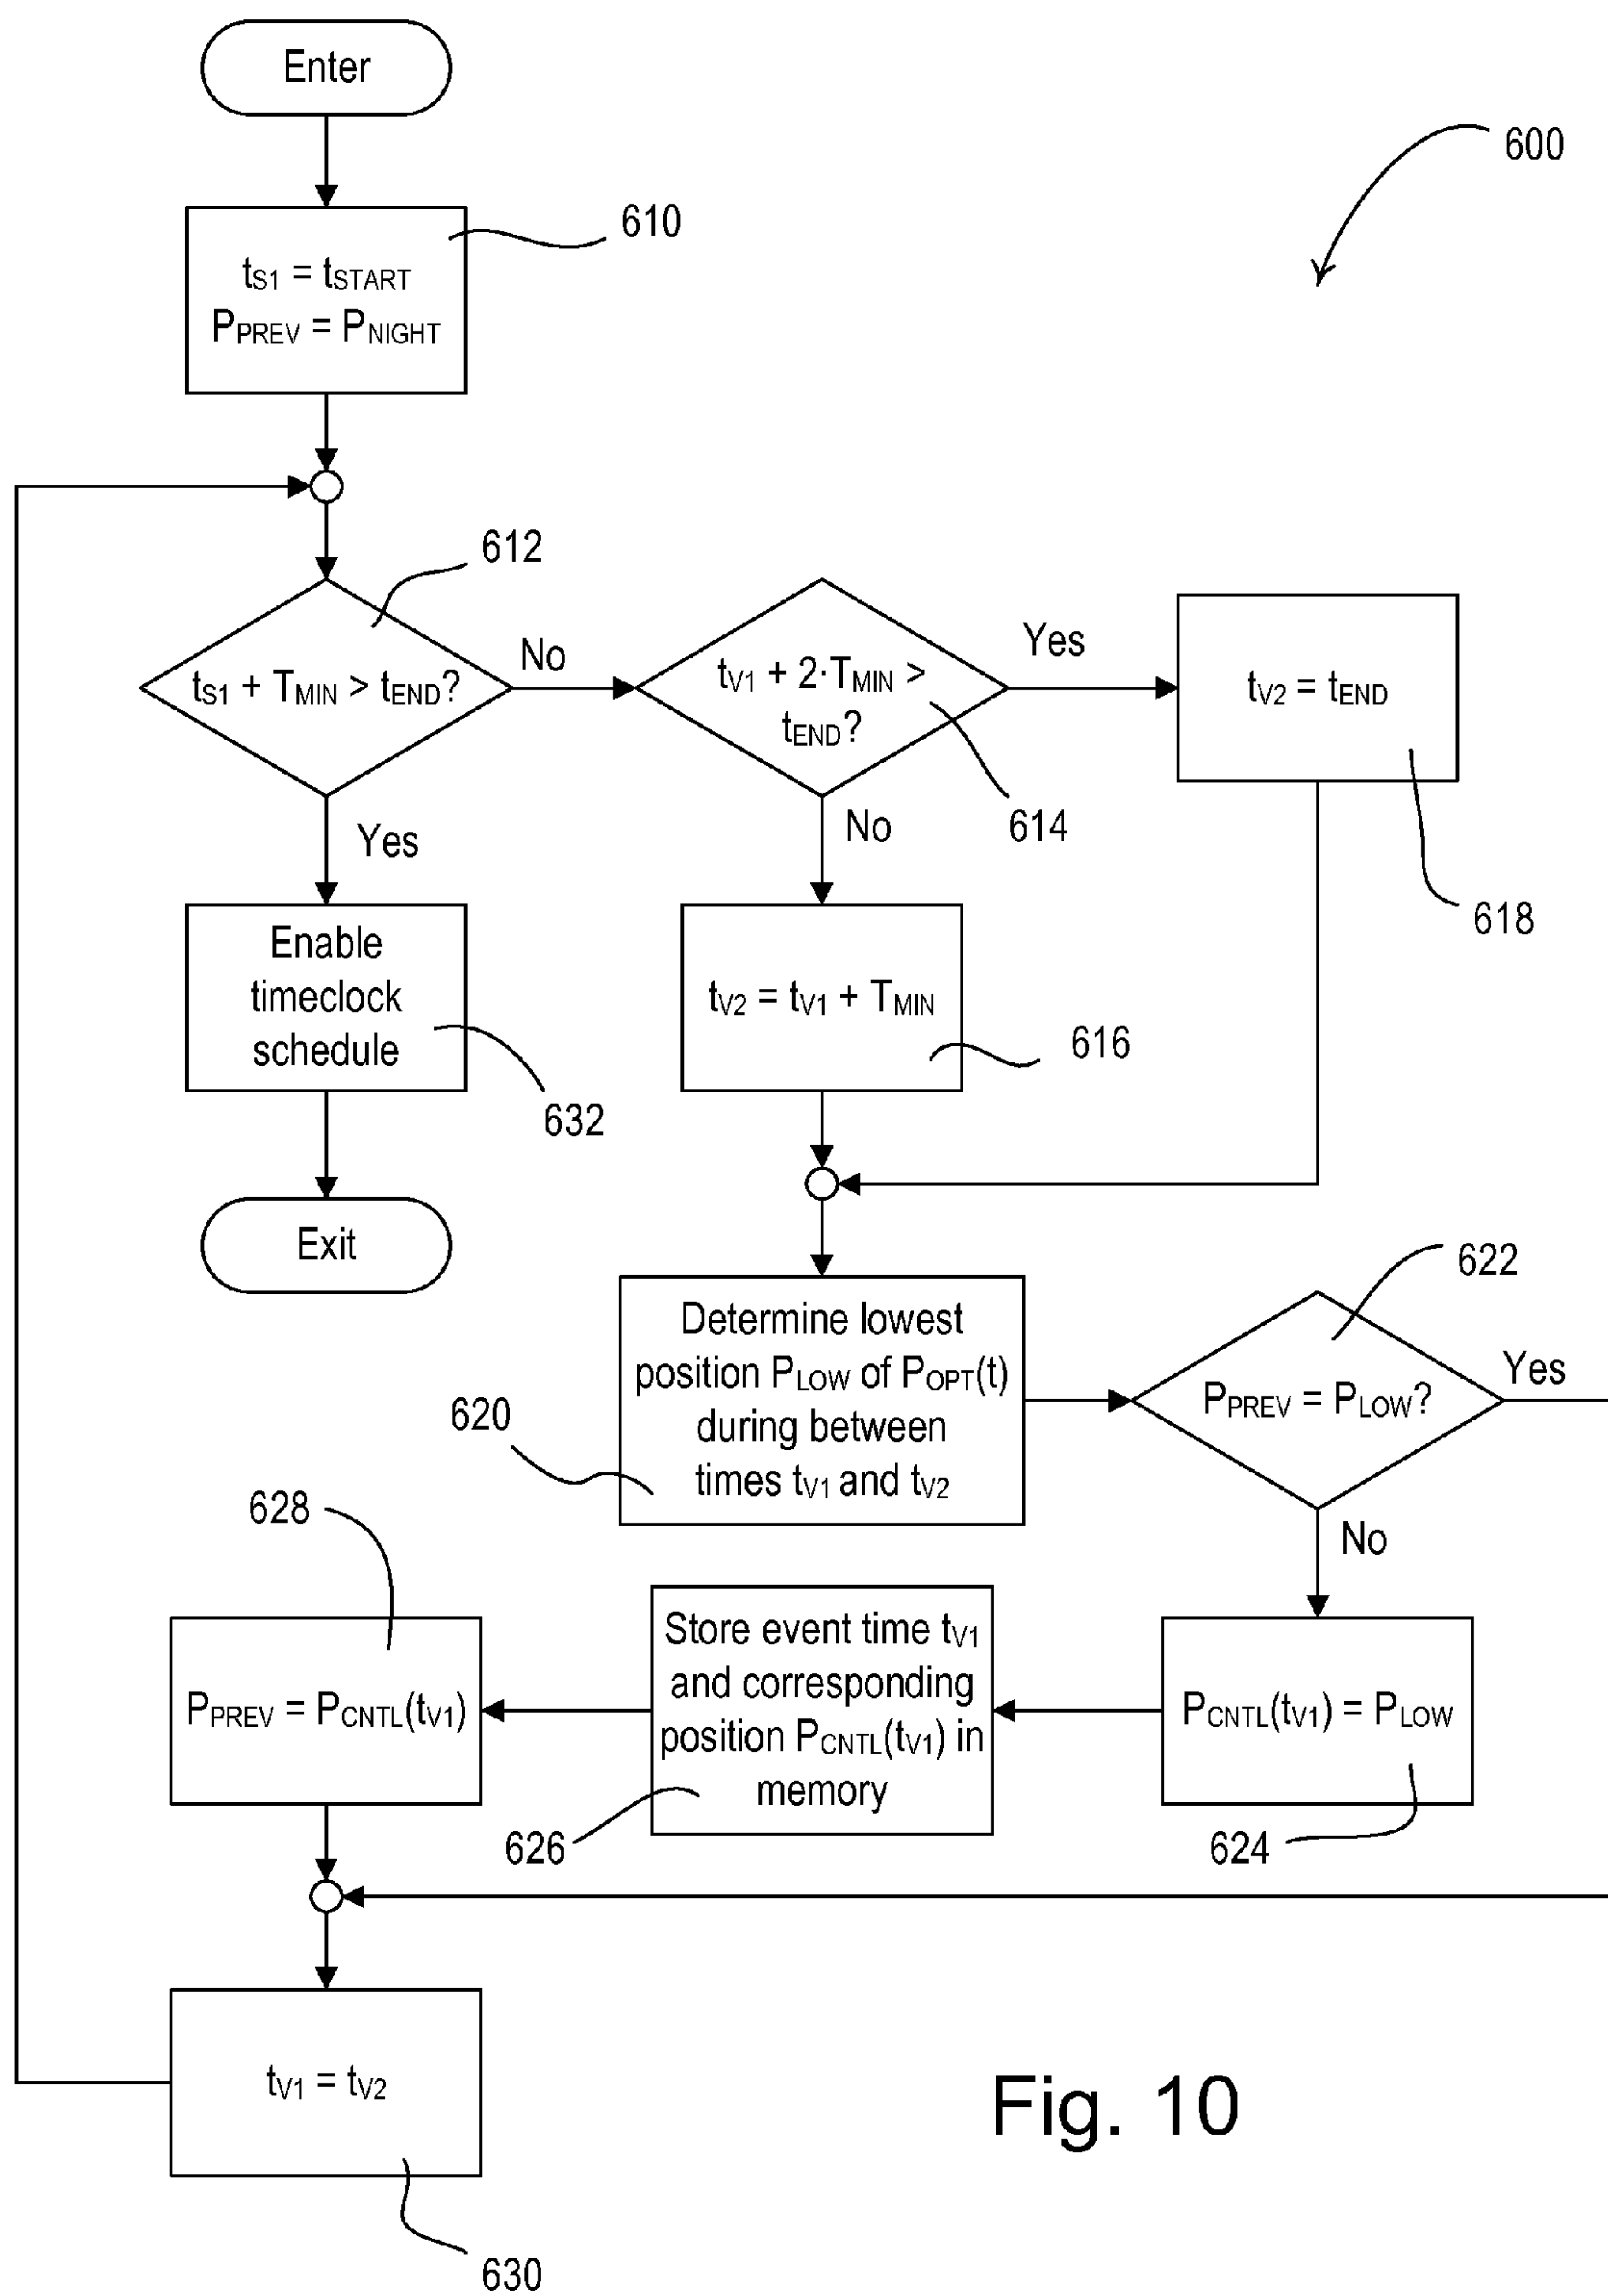 Enter
600
610
tS1 = tSTART
PPREV = PNIGHT
612
tS1 + TMIN > tEND?
No
Yes
tV1 + 2·TMIN >
tEND?
614
Yes
No
tV2 = tEND
618
Enable
timeclock
schedule
632
tV2 = tV1 + TMIN
616
Exit
Determine lowest
position PLOW of POPT(t)
during between
times tV1 and tV2
620
622
PPREV = PLOW?
Yes
No
628
PPREV = PCNTL(tV1)
Store event time tV1
and corresponding
position PCNTL(tV1) in
memory
626
PCNTL(tV1) = PLOW
624
tV1 = tV2
630
Fig. 10